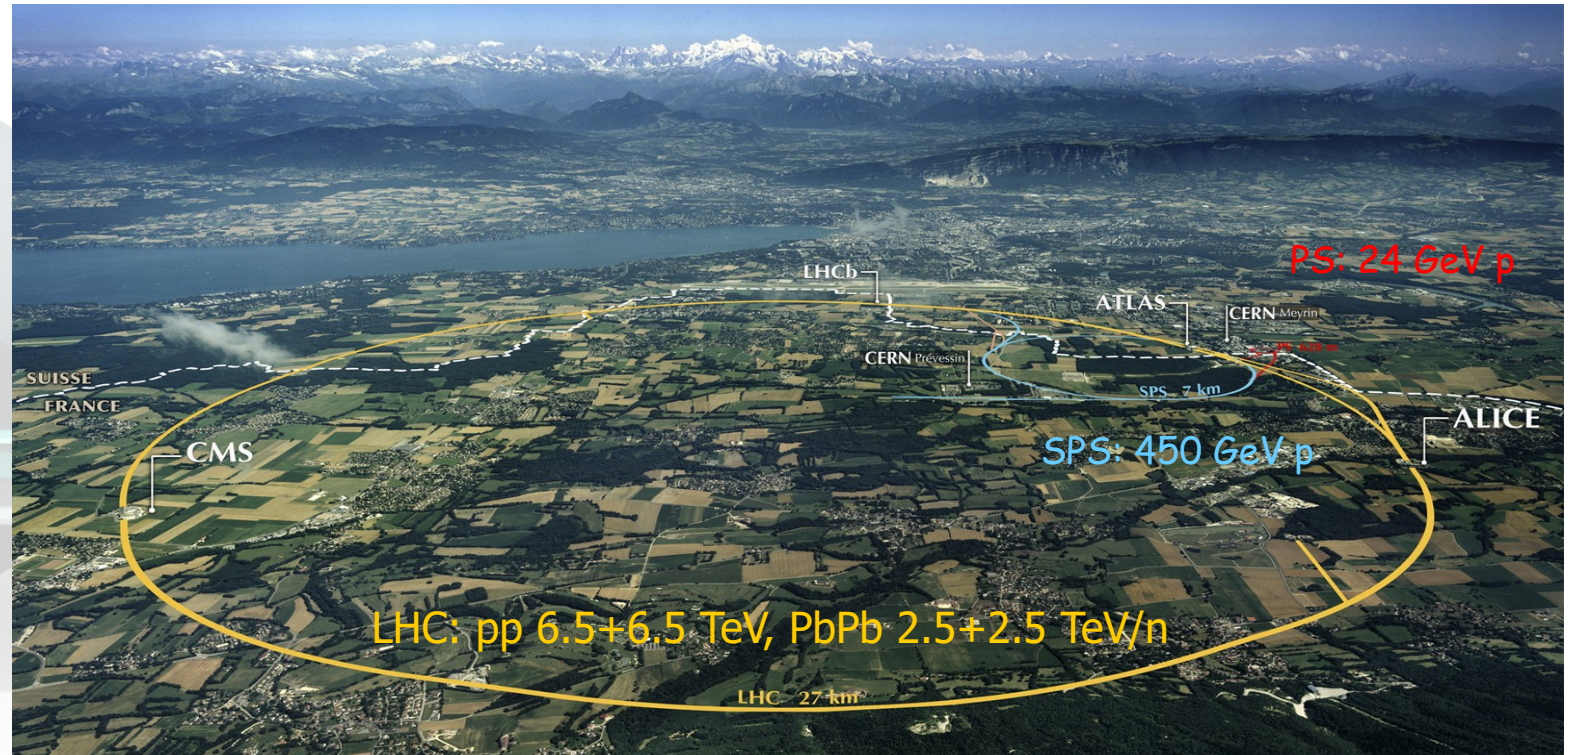 PS: 24 GeV p
LHCb
ATLAS
CERN Meyrin
CERN Prévessin
SUISSE
FRANCE
SPS 7 km
ALICE
CMS
SPS: 450 GeV p
LHC: pp 6.5+6.5 TeV, PbPb 2.5+2.5 TeV/n
LHC 27 km